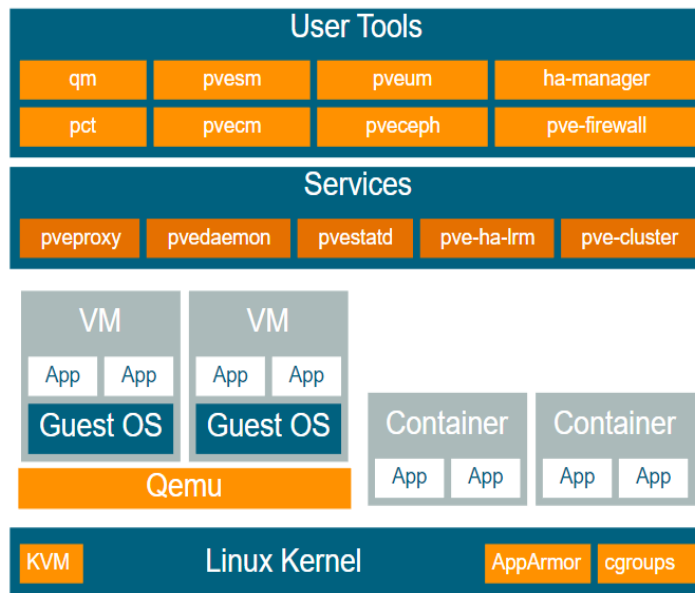 User Tools
qm pvesm pveum ha-manager
pct pvecm pveceph pve-firewall
Services
pveproxy pvedaemon pvestatd pve-ha-lrm pve-cluster
VM VM
App App App App
Guest OS Guest OS
Container Container
Qemu
App App App App
KVM Linux Kernel AppArmor cgroups